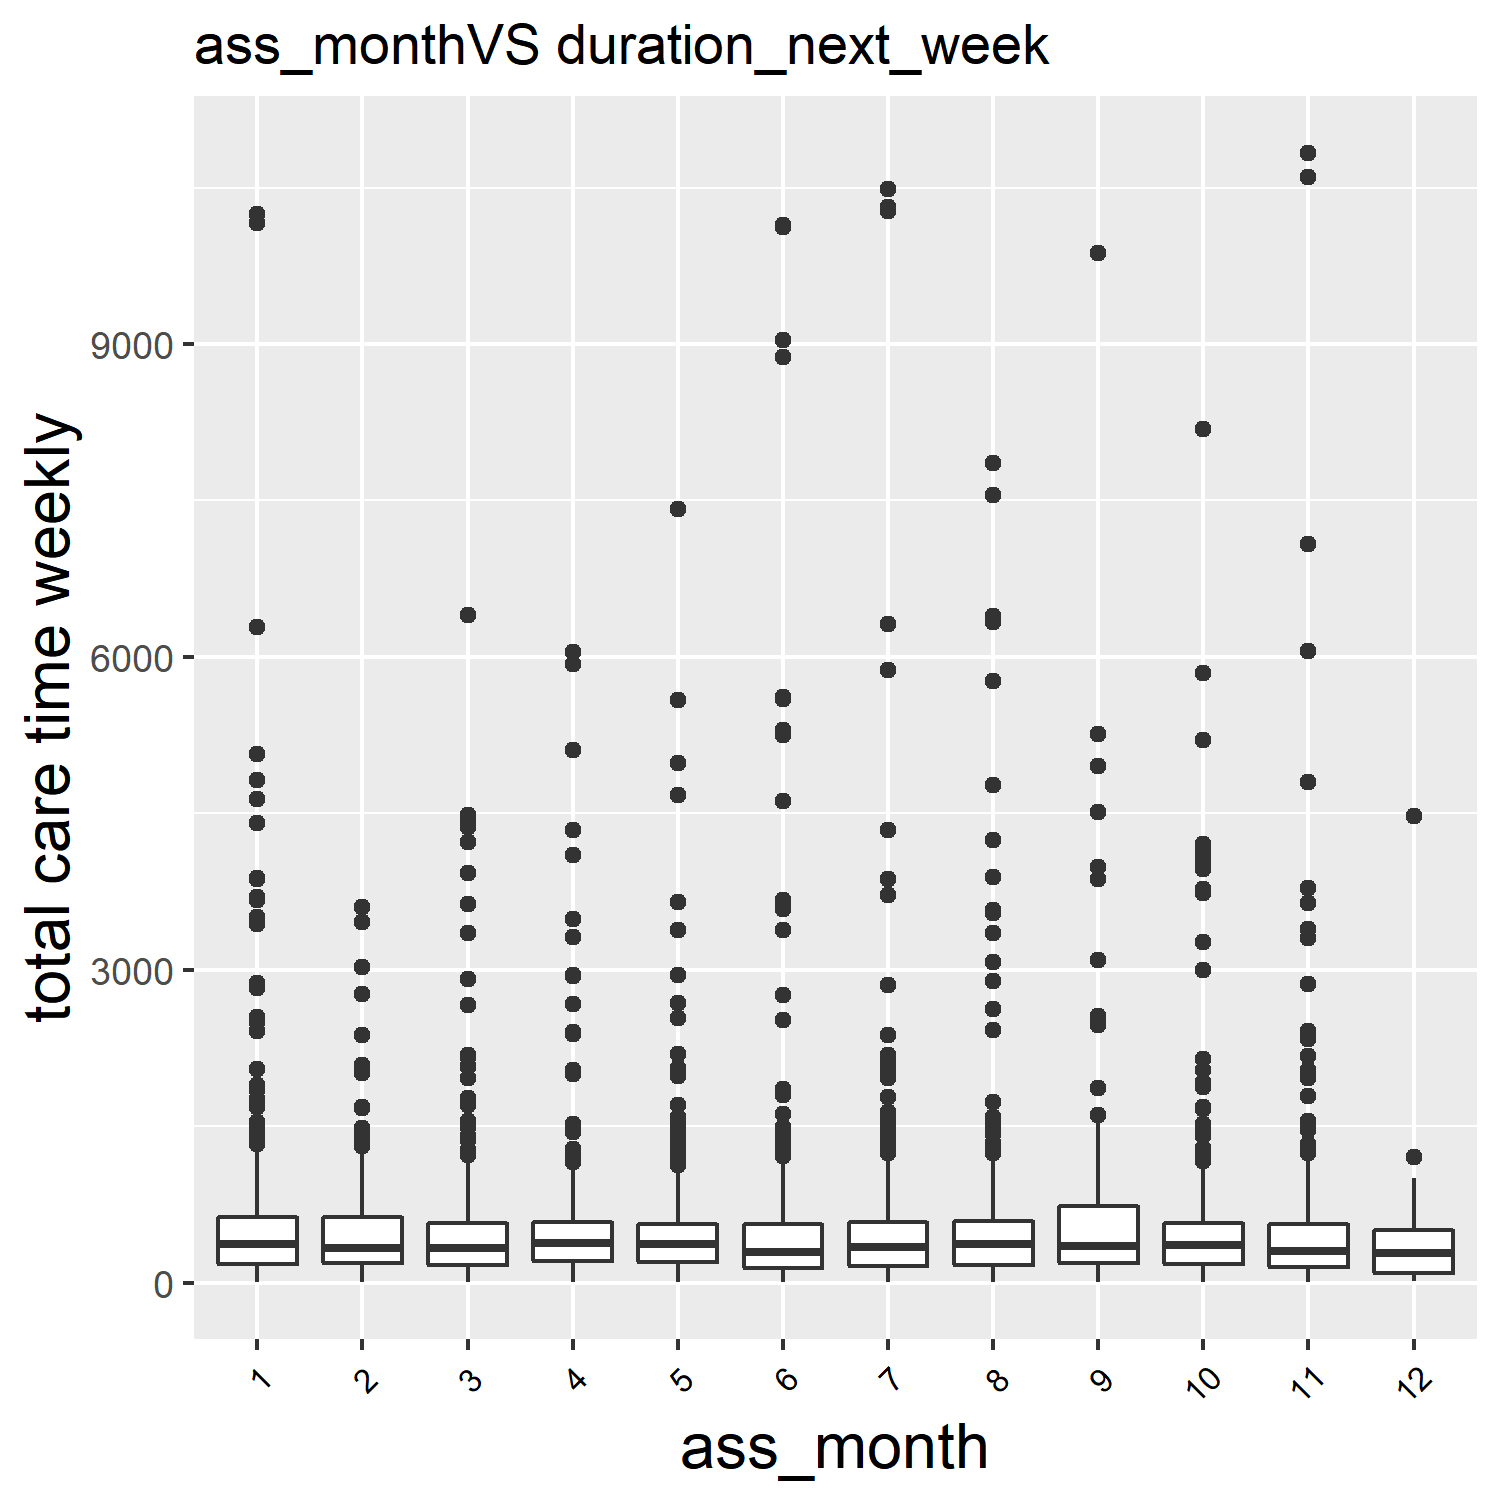 ass_monthVS duration_next_week
total care time weekly
9000
6000
3000
0
1 2 3 4 5 6 7 8 9 10 11 12
ass_month